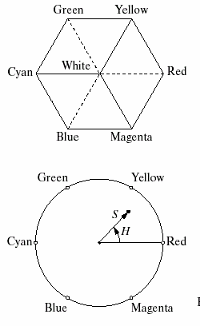 Green Yellow
Cyan White Red
Blue Magenta
Green Yellow
S
H
Cyan Red
Blue Magenta